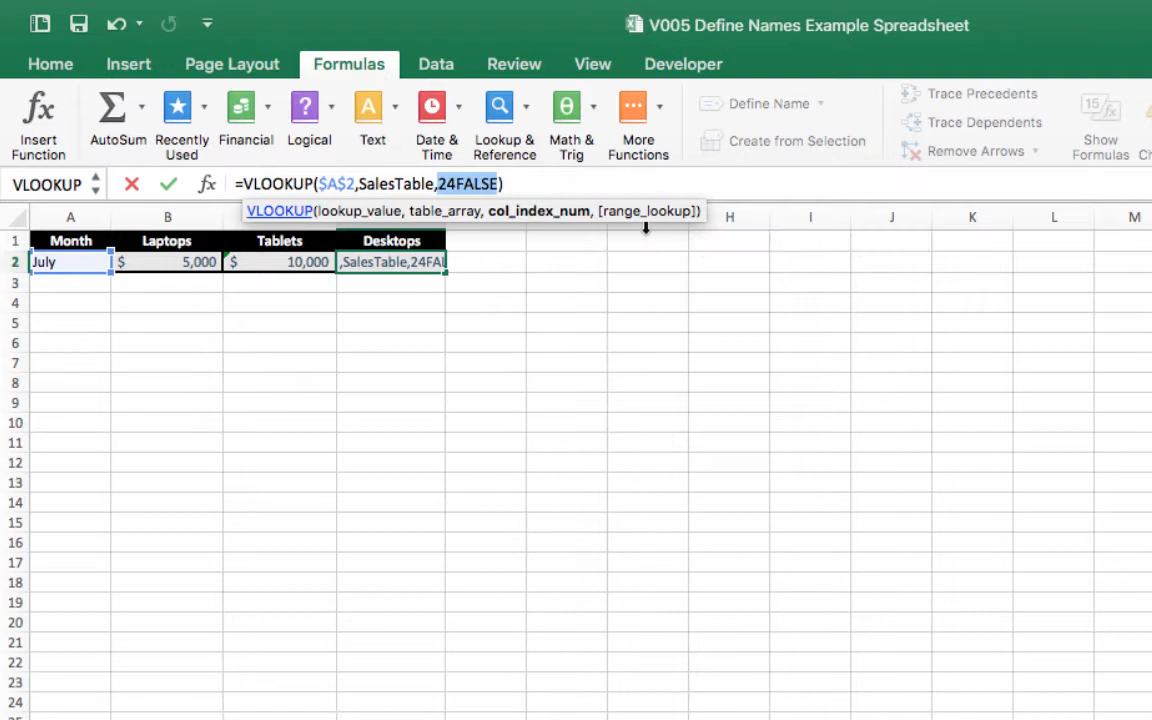 V005 Define Names Example Spreadsheet
Home Insert Page Layout Formulas Data Review View Developer
fx Σ ? A θ 15 fx
Insert Function
AutoSum
Recently Used
Financial
Logical
Text
Date & Time
Lookup & Reference
Math & Trig
More Functions
Define Name
Create from Selection
Trace Precedents
Trace Dependents
Remove Arrows
Show Formulas
VLOOKUP fx =VLOOKUP($A$2,SalesTable,24FALSE)
VLOOKUP(lookup_value, table_array, col_index_num, [range_lookup])
A B H I J K L M
1 Month Laptops Tablets Desktops
2 July $ 5,000 $ 10,000 ,SalesTable,24FAL
3
4
5
6
7
8
9
10
11
12
13
14
15
16
17
18
19
20
21
22
23
24